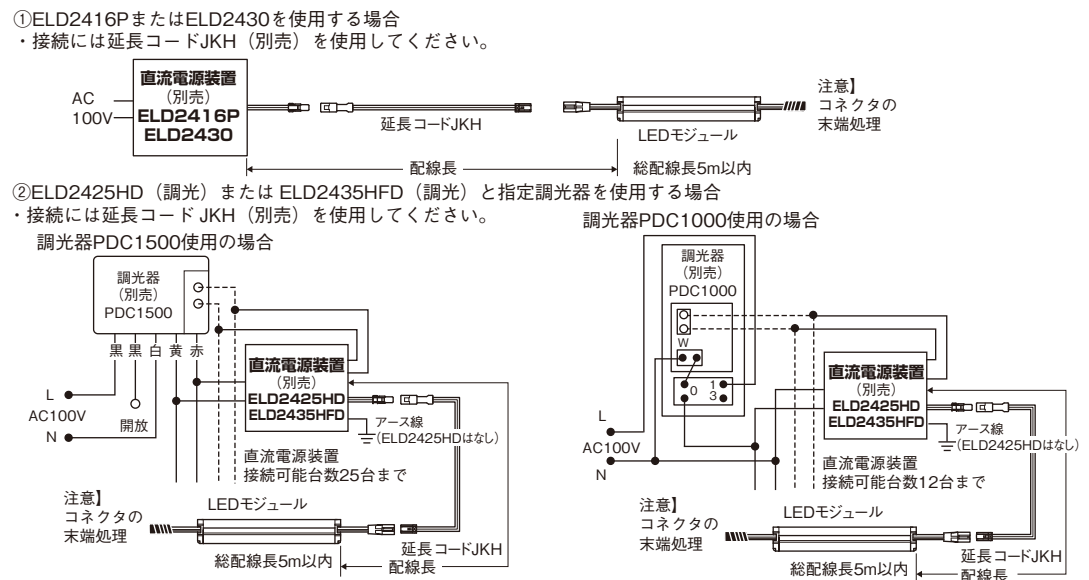 ①ELD2416PまたはELD2430を使用する場合
・接続には延長コードJKH（別売）を使用してください。
AC
100V
直流電源装置
（別売）
ELD2416P
ELD2430
延長コードJKH
LEDモジュール
注意】
コネクタの
末端処理
配線長
総配線長5m以内
②ELD2425HD（調光）または ELD2435HFD（調光）と指定調光器を使用する場合
・接続には延長コード JKH（別売）を使用してください。
調光器PDC1500使用の場合
調光器
（別売）
PDC1500
黒 黒 白 黄 赤
L
AC100V
N
開放
直流電源装置
（別売）
ELD2425HD
ELD2435HFD
アース線
（ELD2425HDはなし）
直流電源装置
接続可能台数25台まで
注意】
コネクタの
末端処理
LEDモジュール
総配線長5m以内
延長コードJKH
配線長
調光器PDC1000使用の場合
調光器
（別売）
PDC1000
W
0
1
3
L
AC100V
N
直流電源装置
（別売）
ELD2425HD
ELD2435HFD
アース線
（ELD2425HDはなし）
直流電源装置
接続可能台数12台まで
注意】
コネクタの
末端処理
LEDモジュール
総配線長5m以内
延長コードJKH
配線長